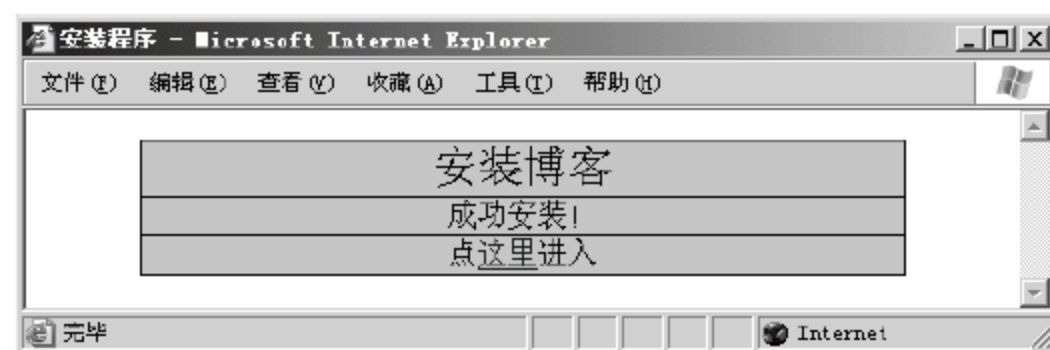 安装程序 - Microsoft Internet Explorer
文件(F) 编辑(E) 查看(V) 收藏(A) 工具(T) 帮助(H)
安装博客
成功安装!
点这里进入
完毕 Internet